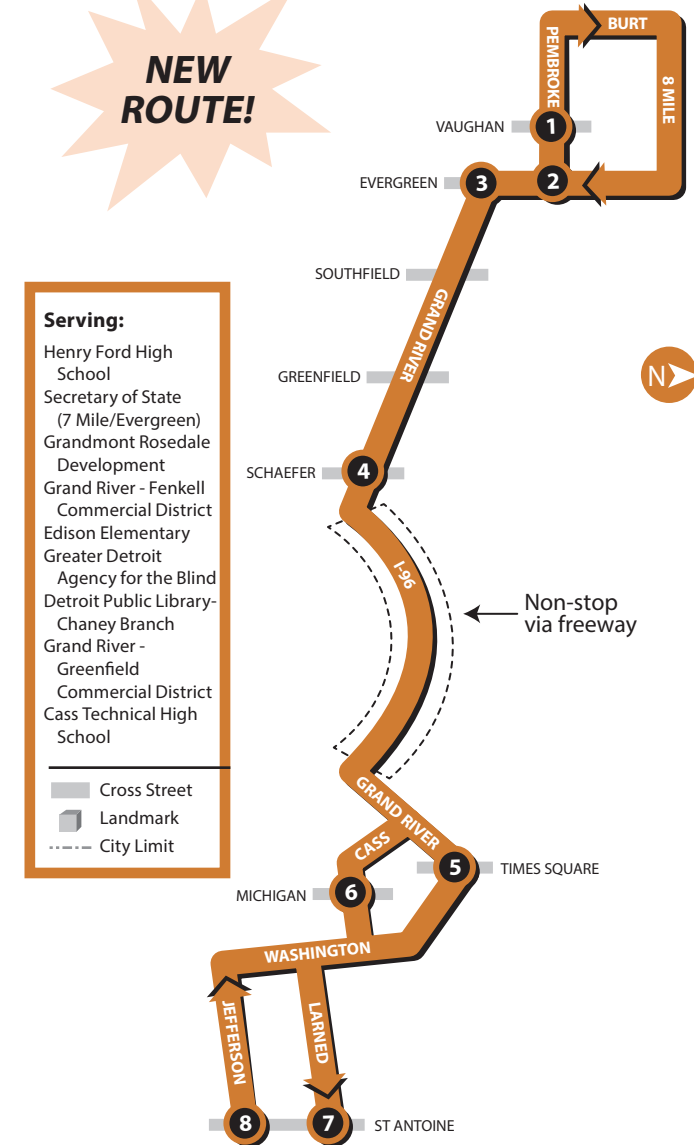 NEW
ROUTE!
BURT
PEMBROKE
8 MILE
VAUGHAN
1
EVERGREEN
3
2
SOUTHFIELD
GRAND RIVER
GREENFIELD
SCHAEFER
4
N
I-96
Non-stop
via freeway
Serving:
Henry Ford High
School
Secretary of State
(7 Mile/Evergreen)
Grandmont Rosedale
Development
Grand River - Fenkell
Commercial District
Edison Elementary
Greater Detroit
Agency for the Blind
Detroit Public Library-
Chaney Branch
Grand River -
Greenfield
Commercial District
Cass Technical High
School
Cross Street
Landmark
City Limit
GRAND RIVER
CASS
5
TIMES SQUARE
MICHIGAN
6
WASHINGTON
JEFFERSON
LARNED
8
7
ST ANTOINE